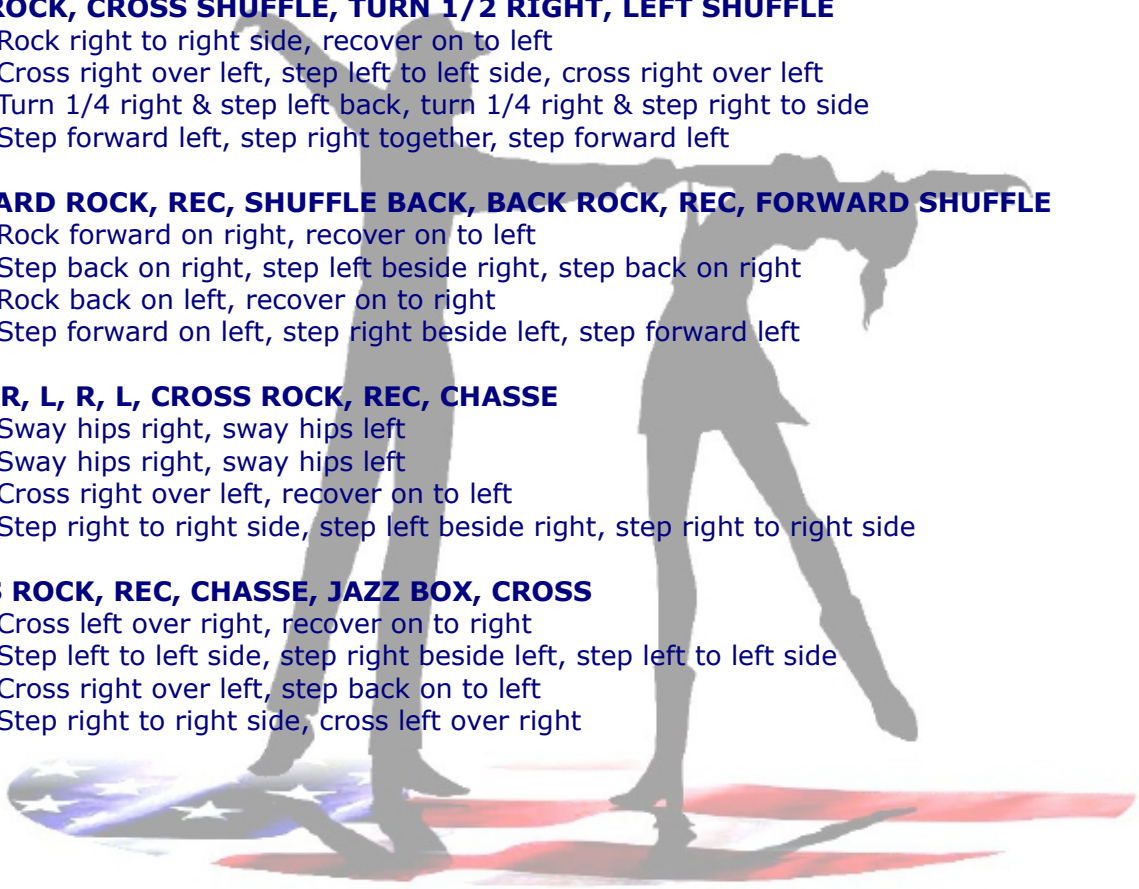 ROCK, CROSS SHUFFLE, TURN 1/2 RIGHT, LEFT SHUFFLE
Rock right to right side, recover on to left
Cross right over left, step left to left side, cross right over left
Turn 1/4 right & step left back, turn 1/4 right & step right to side
Step forward left, step right together, step forward left
ARD ROCK, REC, SHUFFLE BACK, BACK ROCK, REC, FORWARD SHUFFLE
Rock forward on right, recover on to left
Step back on right, step left beside right, step back on right
Rock back on left, recover on to right
Step forward on left, step right beside left, step forward left
R, L, R, L, CROSS ROCK, REC, CHASSE
Sway hips right, sway hips left
Sway hips right, sway hips left
Cross right over left, recover on to left
Step right to right side, step left beside right, step right to right side
ROCK, REC, CHASSE, JAZZ BOX, CROSS
Cross left over right, recover on to right
Step left to left side, step right beside left, step left to left side
Cross right over left, step back on to left
Step right to right side, cross left over right